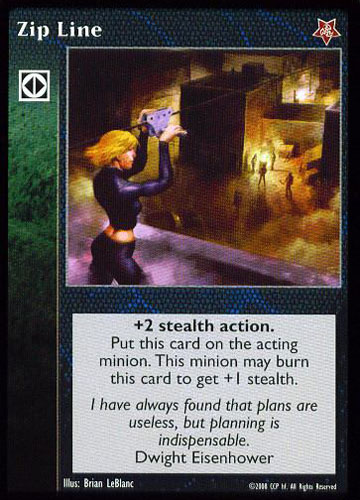 Zip Line
+2 stealth action.
Put this card on the acting
minion. This minion may burn
this card to get +1 stealth.
I have always found that plans are
useless, but planning is
indispensable.
Dwight Eisenhower
Illus: Brian LeBlanc
©2008 CCP hf. All Rights Reserved